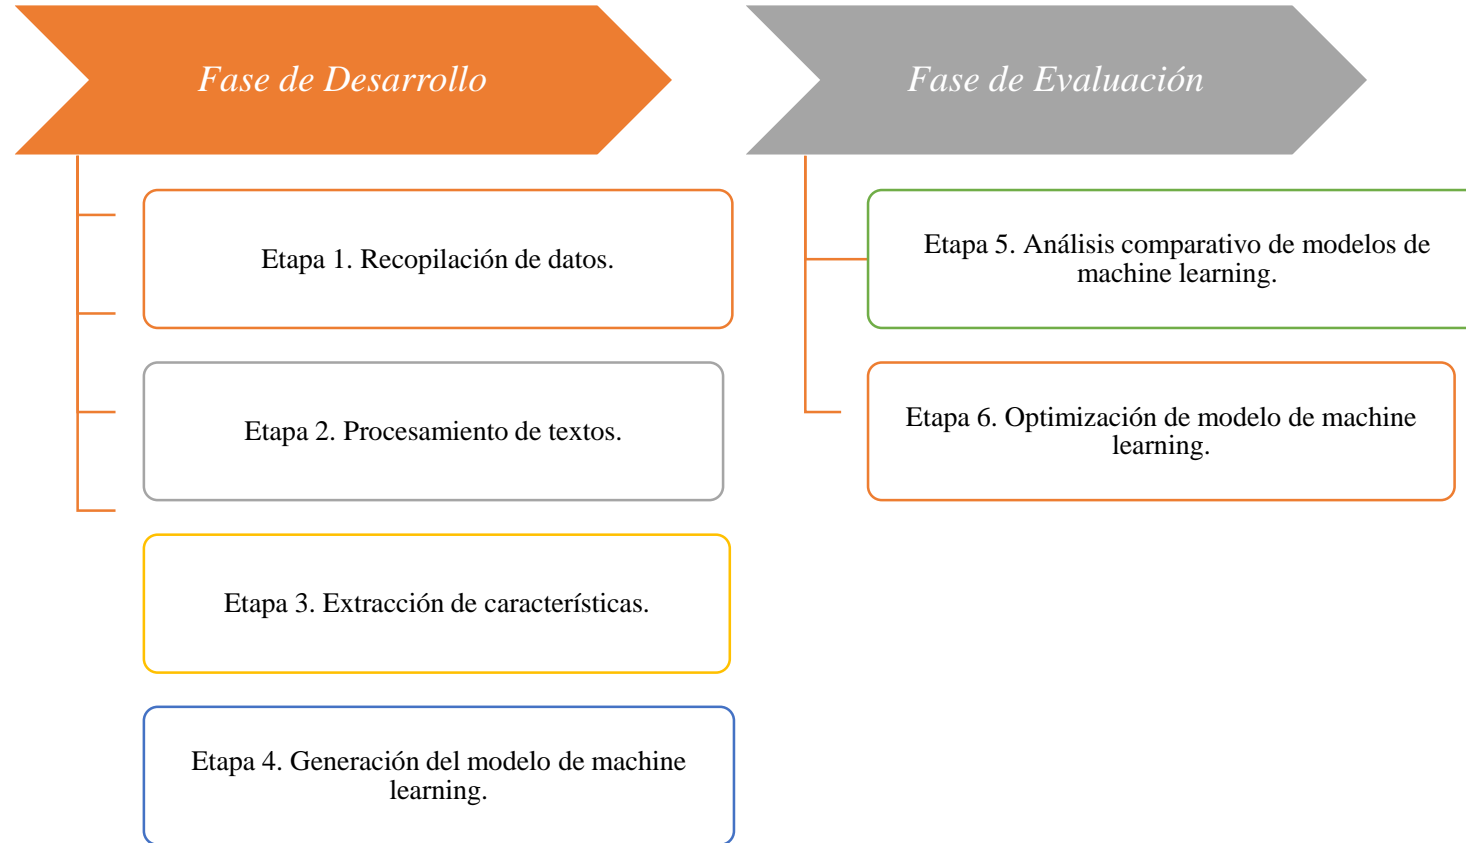 Fase de Desarrollo
Etapa 1. Recopilación de datos.
Etapa 2. Procesamiento de textos.
Etapa 3. Extracción de características.
Etapa 4. Generación del modelo de machine
learning.
Fase de Evaluación
Etapa 5. Análisis comparativo de modelos de
machine learning.
Etapa 6. Optimización de modelo de machine
learning.